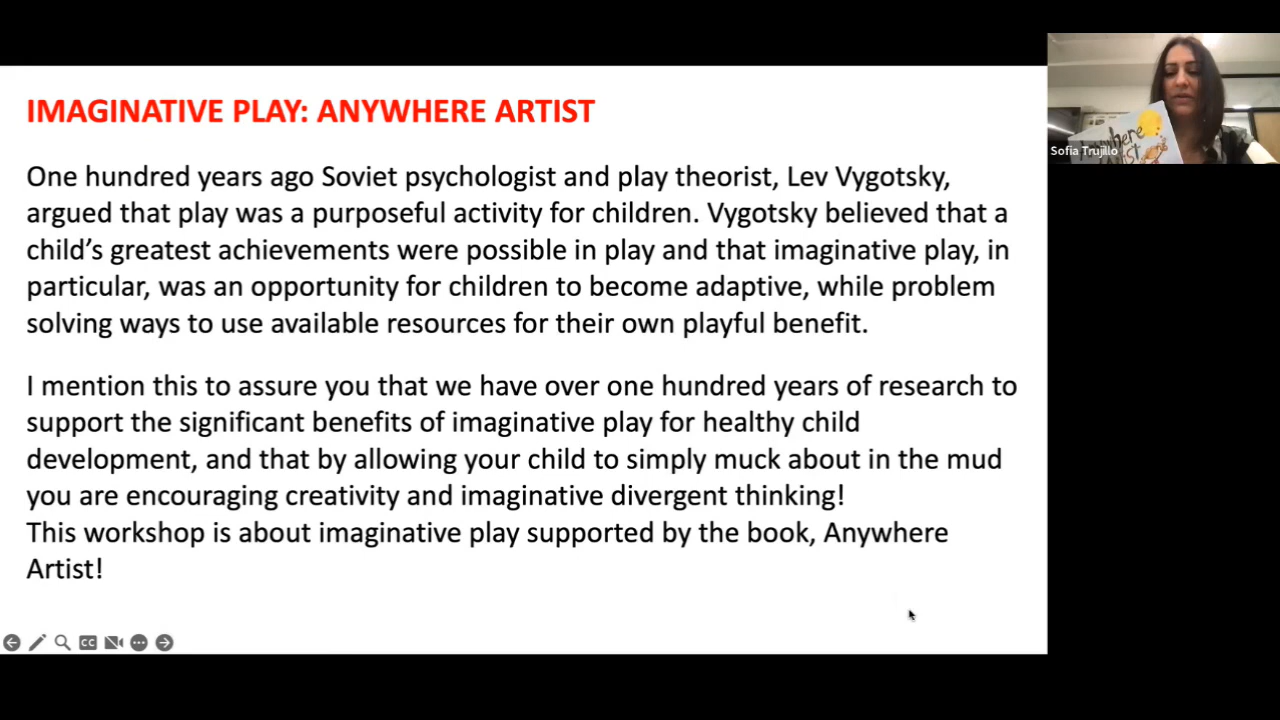 IMAGINATIVE PLAY: ANYWHERE ARTIST
One hundred years ago Soviet psychologist and play theorist, Lev Vygotsky,
argued that play was a purposeful activity for children. Vygotsky believed that a
child’s greatest achievements were possible in play and that imaginative play, in
particular, was an opportunity for children to become adaptive, while problem
solving ways to use available resources for their own playful benefit.
I mention this to assure you that we have over one hundred years of research to
support the significant benefits of imaginative play for healthy child
development, and that by allowing your child to simply muck about in the mud
you are encouraging creativity and imaginative divergent thinking!
This workshop is about imaginative play supported by the book, Anywhere
Artist!
Sofia Trujillo
CC